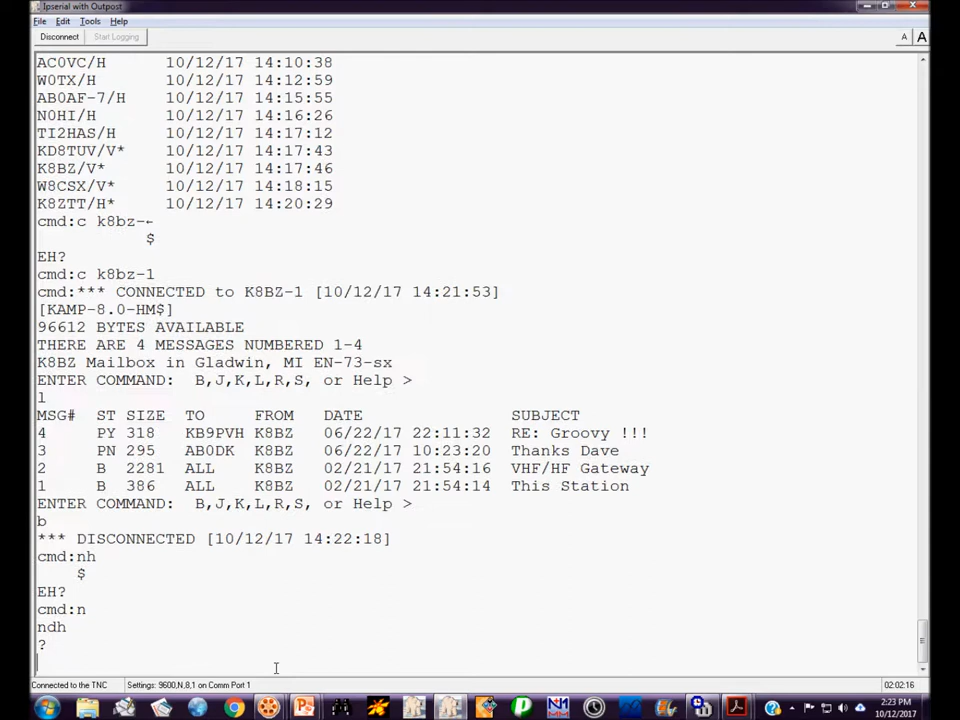 Ipserial with Outpost
File Edit Tools Help
Disconnect Start Logging A A
AC0VC/H 10/12/17 14:10:38
W0TX/H 10/12/17 14:12:59
AB0AF-7/H 10/12/17 14:15:55
N0HI/H 10/12/17 14:16:26
TI2HAS/H 10/12/17 14:17:12
KD8TUV/V* 10/12/17 14:17:43
K8BZ/V* 10/12/17 14:17:46
W8CSX/V* 10/12/17 14:18:15
K8ZTT/H* 10/12/17 14:20:29
cmd:c k8bz-←
$
EH?
cmd:c k8bz-1
cmd:*** CONNECTED to K8BZ-1 [10/12/17 14:21:53]
[KAMP-8.0-HM$]
96612 BYTES AVAILABLE
THERE ARE 4 MESSAGES NUMBERED 1-4
K8BZ Mailbox in Gladwin, MI EN-73-sx
ENTER COMMAND: B,J,K,L,R,S, or Help >
l
MSG# ST SIZE TO FROM DATE SUBJECT
4 PY 318 KB9PVH K8BZ 06/22/17 22:11:32 RE: Groovy !!!
3 PN 295 AB0DK K8BZ 06/22/17 10:23:20 Thanks Dave
2 B 2281 ALL K8BZ 02/21/17 21:54:16 VHF/HF Gateway
1 B 386 ALL K8BZ 02/21/17 21:54:14 This Station
ENTER COMMAND: B,J,K,L,R,S, or Help >
b
*** DISCONNECTED [10/12/17 14:22:18]
cmd:nh
$
EH?
cmd:n
ndh
?
Connected to the TNC Settings: 9600,N,8,1 on Comm Port 1 02:02:16
2:23 PM
10/12/2017